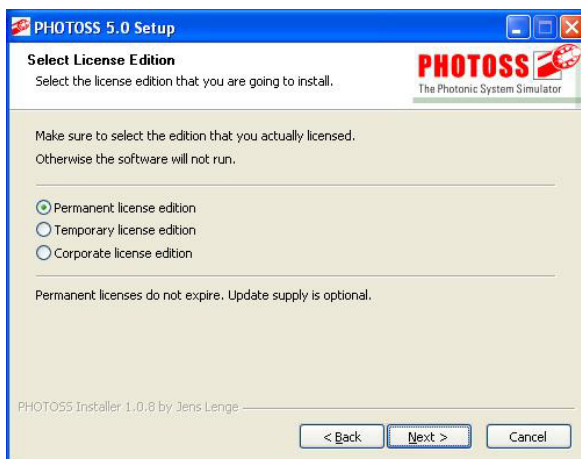 PHOTOSS 5.0 Setup
Select License Edition
Select the license edition that you are going to install.
PHOTOSS
The Photonic System Simulator
Make sure to select the edition that you actually licensed.
Otherwise the software will not run.
Permanent license edition
Temporary license edition
Corporate license edition
Permanent licenses do not expire. Update supply is optional.
PHOTOSS Installer 1.0.8 by Jens Lenge
< Back
Next >
Cancel